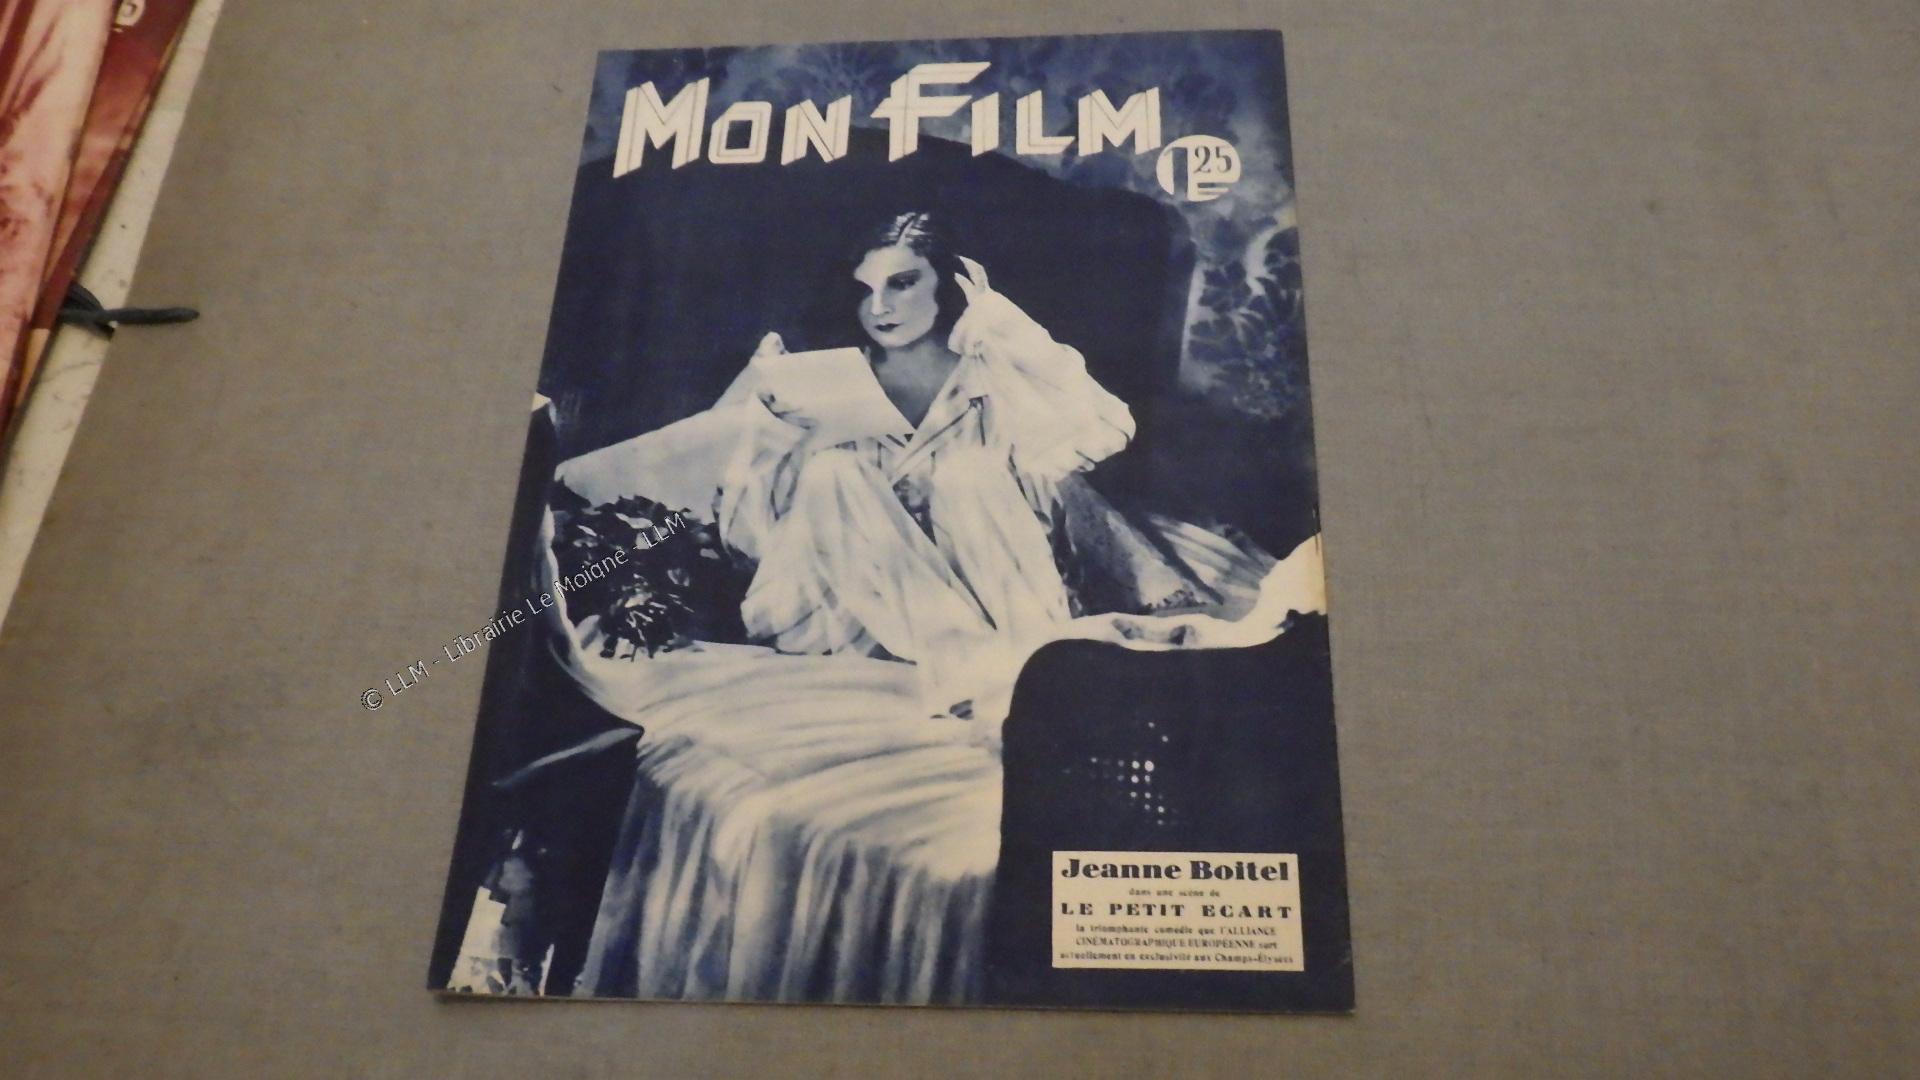 MON FILM
1F 25
© LLM - Librairie Le Moigne - LLM
Jeanne Boitel
dans une scène de
LE PETIT ECART
la triomphante comédie que l'ALLIANCE
CINÉMATOGRAPHIQUE EUROPÉENNE sort
actuellement en exclusivité aux Champs-Élysées